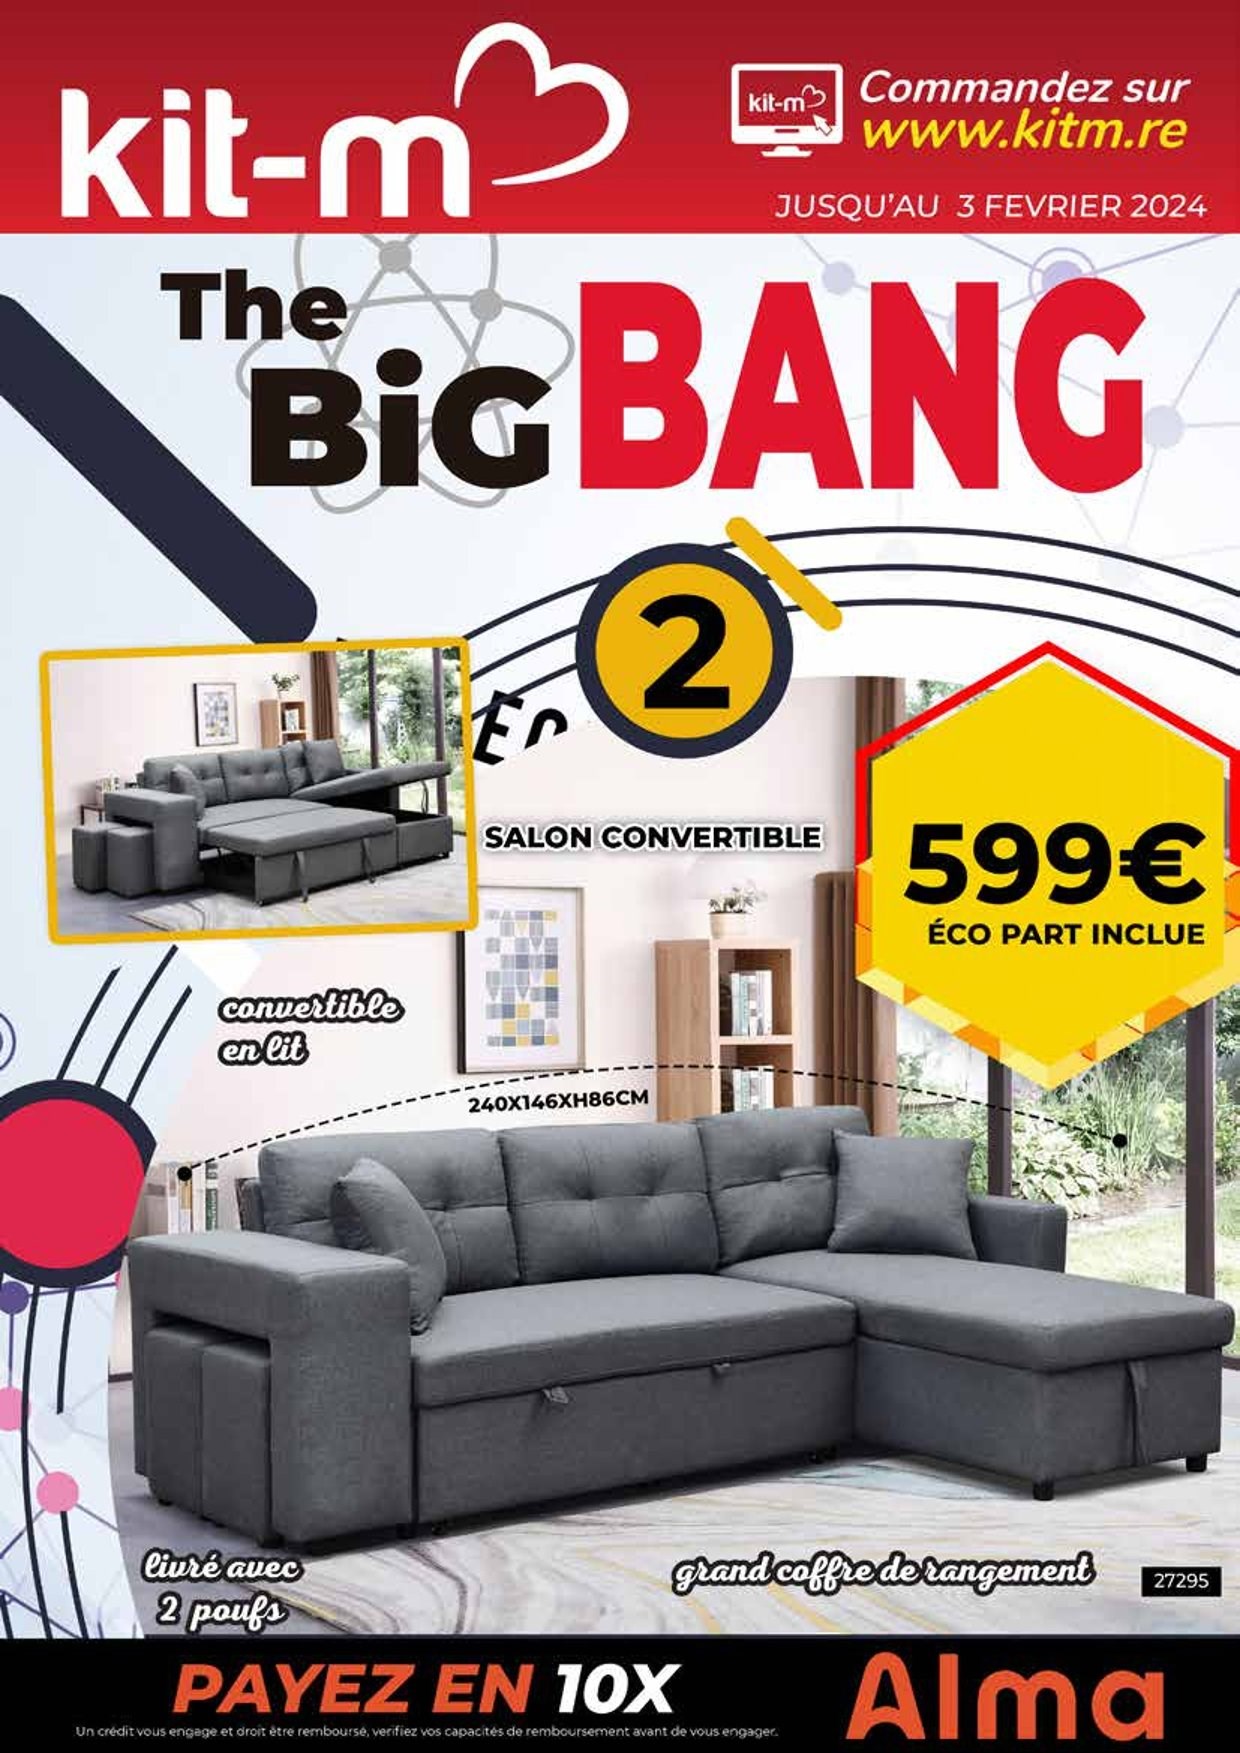 kit-m
kit-m
Commandez sur
www.kitm.re
JUSQU'AU 3 FEVRIER 2024
The
BiG BANG
2
SALON CONVERTIBLE
599€
ÉCO PART INCLUE
convertible
en lit
240X146XH86CM
livré avec
2 poufs
grand coffre de rangement
27295
PAYEZ EN 10X
Alma
Un crédit vous engage et droit être remboursé, verifiez vos capacités de remboursement avant de vous engager.